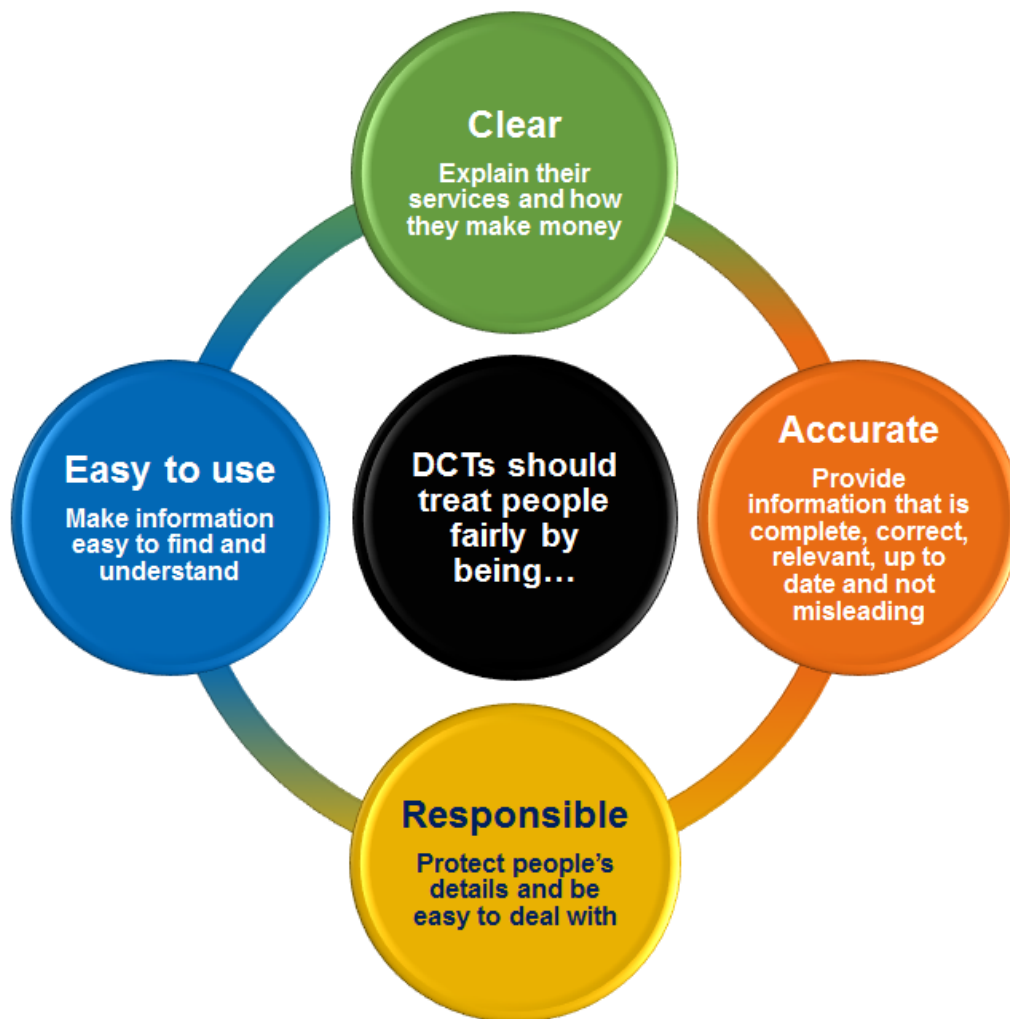 Clear
Explain their
services and how
they make money
Easy to use
Make information
easy to find and
understand
DCTs should
treat people
fairly by
being…
Accurate
Provide
information that is
complete, correct,
relevant, up to
date and not
misleading
Responsible
Protect people’s
details and be
easy to deal with